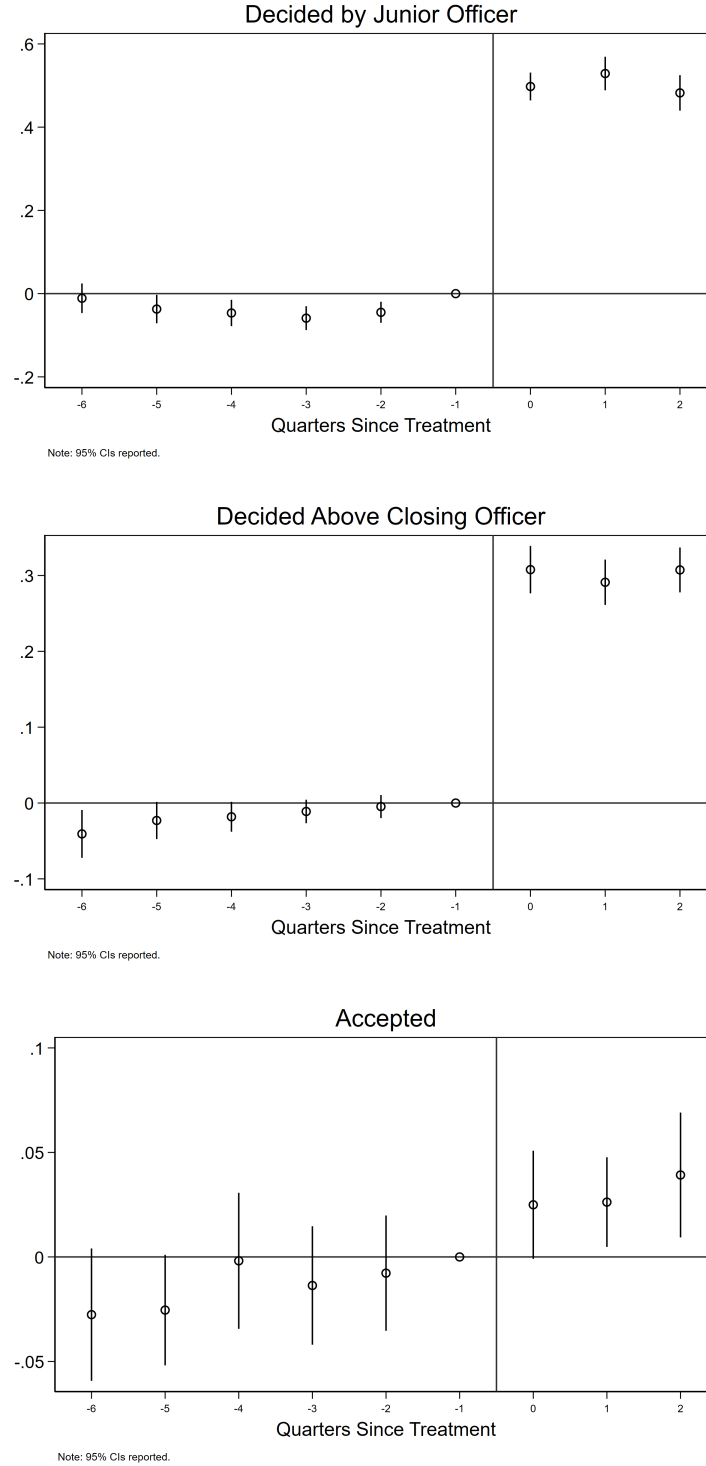 Decided by Junior Officer
.6
.4
.2
0
-.2
-6 -5 -4 -3 -2 -1 0 1 2
Quarters Since Treatment
Note: 95% CIs reported.
Decided Above Closing Officer
.3
.2
.1
0
-.1
-6 -5 -4 -3 -2 -1 0 1 2
Quarters Since Treatment
Note: 95% CIs reported.
Accepted
.1
.05
0
-.05
-6 -5 -4 -3 -2 -1 0 1 2
Quarters Since Treatment
Note: 95% CIs reported.